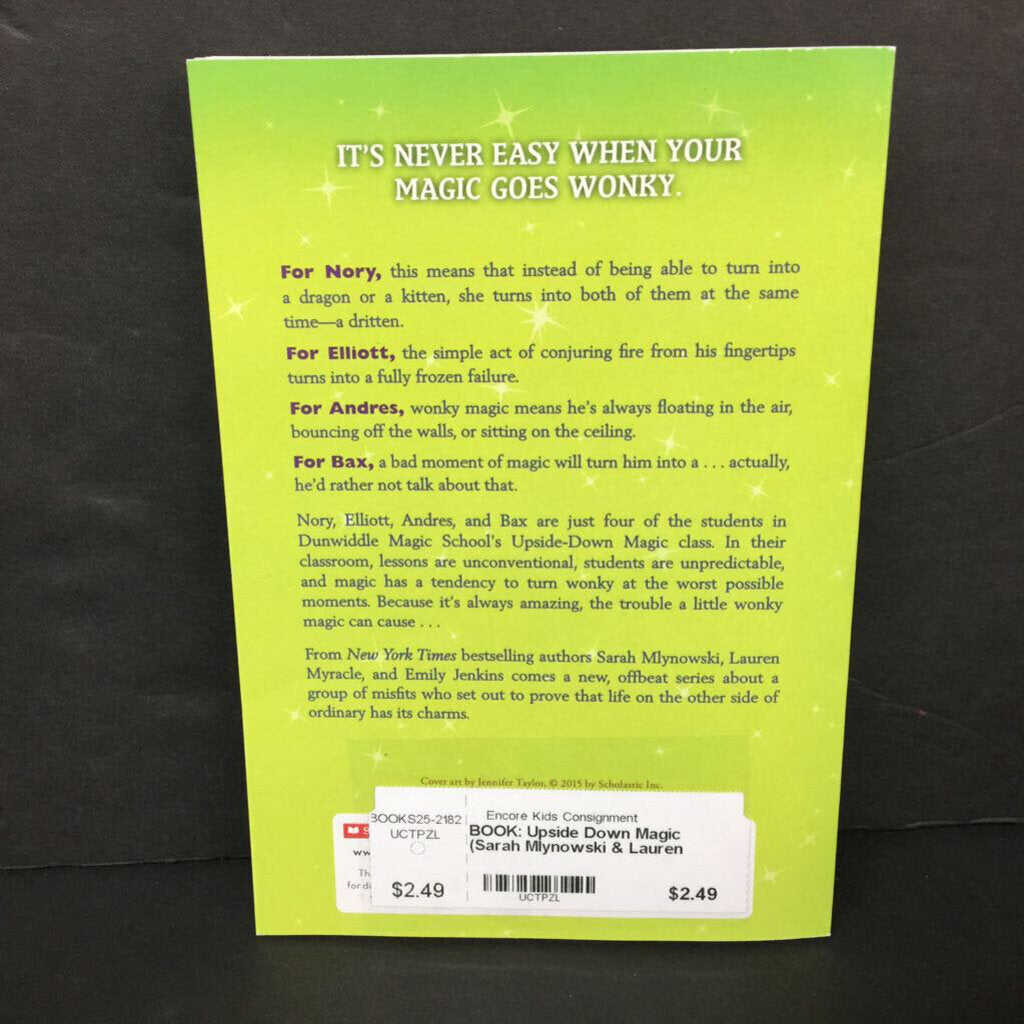 IT'S NEVER EASY WHEN YOUR
MAGIC GOES WONKY.
For Nory, this means that instead of being able to turn into
a dragon or a kitten, she turns into both of them at the same
time—a dritten.
For Elliott, the simple act of conjuring fire from his fingertips
turns into a fully frozen failure.
For Andres, wonky magic means he's always floating in the air,
bouncing off the walls, or sitting on the ceiling.
For Bax, a bad moment of magic will turn him into a . . . actually,
he'd rather not talk about that.
Nory, Elliott, Andres, and Bax are just four of the students in
Dunwiddle Magic School's Upside-Down Magic class. In their
classroom, lessons are unconventional, students are unpredictable,
and magic has a tendency to turn wonky at the worst possible
moments. Because it's always amazing, the trouble a little wonky
magic can cause . . .
From New York Times bestselling authors Sarah Mlynowski, Lauren
Myracle, and Emily Jenkins comes a new, offbeat series about a
group of misfits who set out to prove that life on the other side of
ordinary has its charms.
Cover art by Jennifer Taylor, © 2015 by Scholastic Inc.
BOOKS25-2182
UCTPZL
$2.49
Encore Kids Consignment
BOOK: Upside Down Magic
(Sarah Mlynowski & Lauren
UCTPZL
$2.49
S
ww
Th
for di